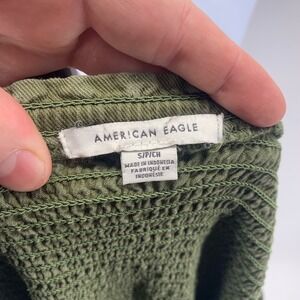 AMERICAN EAGLE
S/P/CH
MADE IN INDONESIA
FABRIQUÉ EN
INDONÉSIE